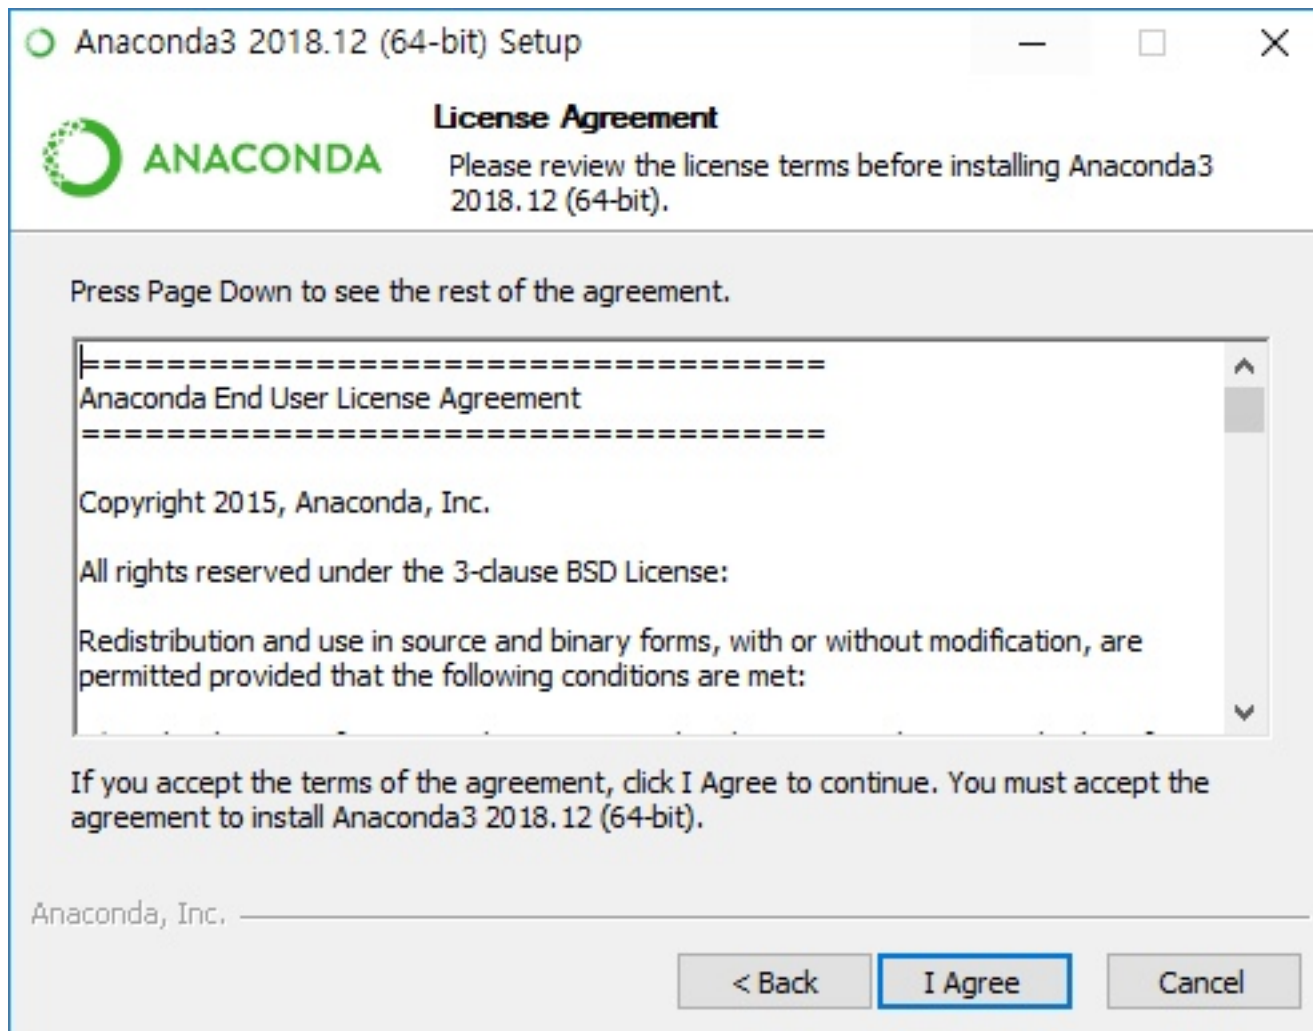 Anaconda3 2018.12 (64-bit) Setup
ANACONDA
License Agreement
Please review the license terms before installing Anaconda3
2018.12 (64-bit).
Press Page Down to see the rest of the agreement.
===================================
Anaconda End User License Agreement
===================================
Copyright 2015, Anaconda, Inc.
All rights reserved under the 3-clause BSD License:
Redistribution and use in source and binary forms, with or without modification, are
permitted provided that the following conditions are met:
If you accept the terms of the agreement, click I Agree to continue. You must accept the
agreement to install Anaconda3 2018.12 (64-bit).
Anaconda, Inc.
< Back
I Agree
Cancel